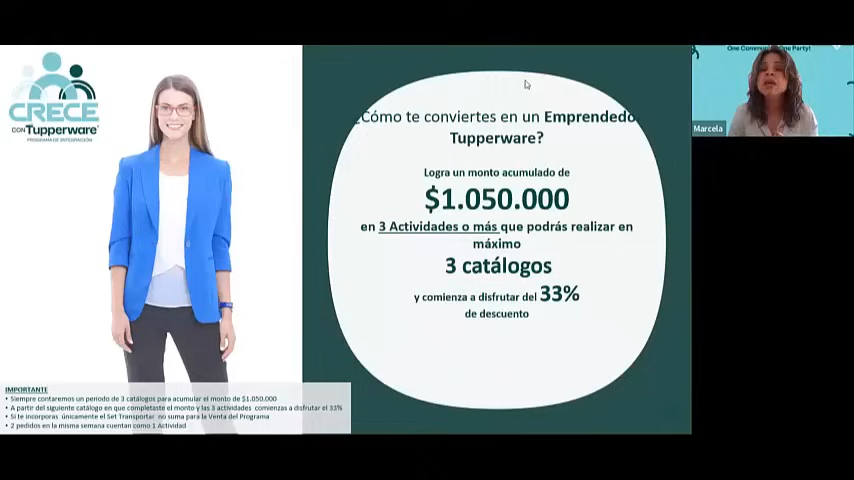 CRECE
CON Tupperware®
PROGRAMA DE INTEGRACIÓN
¿Cómo te conviertes en un Emprendedo
Tupperware?
Logra un monto acumulado de
$1.050.000
en 3 Actividades o más que podrás realizar en
máximo
3 catálogos
y comienza a disfrutar del 33%
de descuento
IMPORTANTE
• Siempre contaremos un periodo de 3 catálogos para acumular el monto de $1.050.000
• A partir del siguiente catálogo en que completaste el monto y las 3 actividades comienzas a disfrutar el 33%
• Si te incorporas únicamente el Set Transportar no suma para la Venta del Programa
• 2 pedidos en la misma semana cuentan como 1 Actividad
One Party!
Marcela